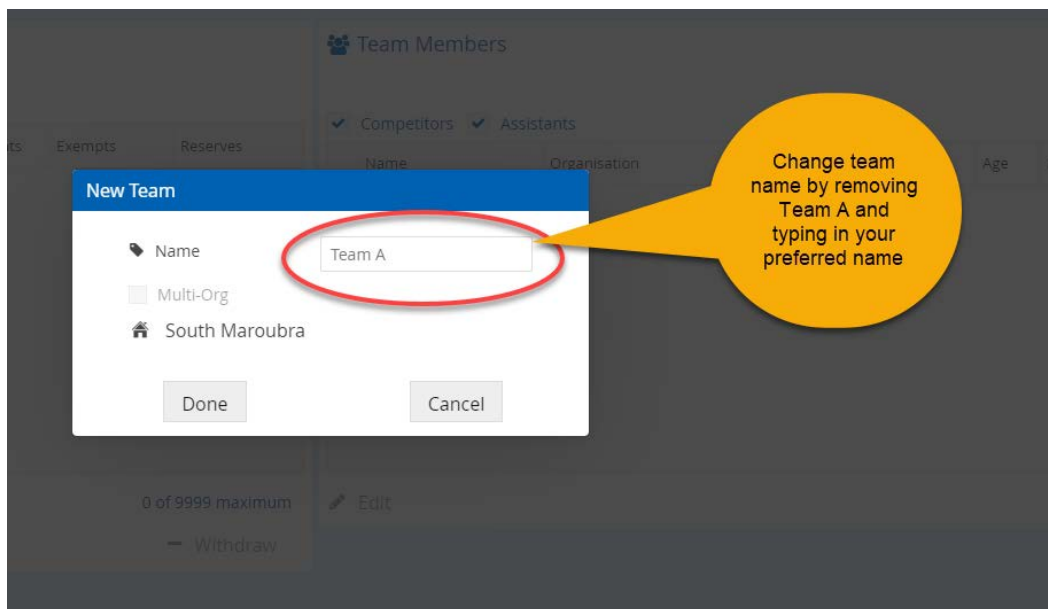 Team Members
Competitors Assistants
ts Exempts Reserves
Name Organisation Age
New Team
Name Team A
Multi-Org
South Maroubra
Done Cancel
Change team
name by removing
Team A and
typing in your
preferred name
0 of 9999 maximum
Edit
Withdraw